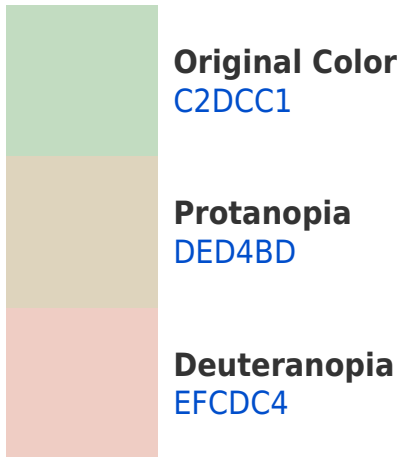 Original Color
C2DCC1
Protanopia
DED4BD
Deuteranopia
EFCDC4